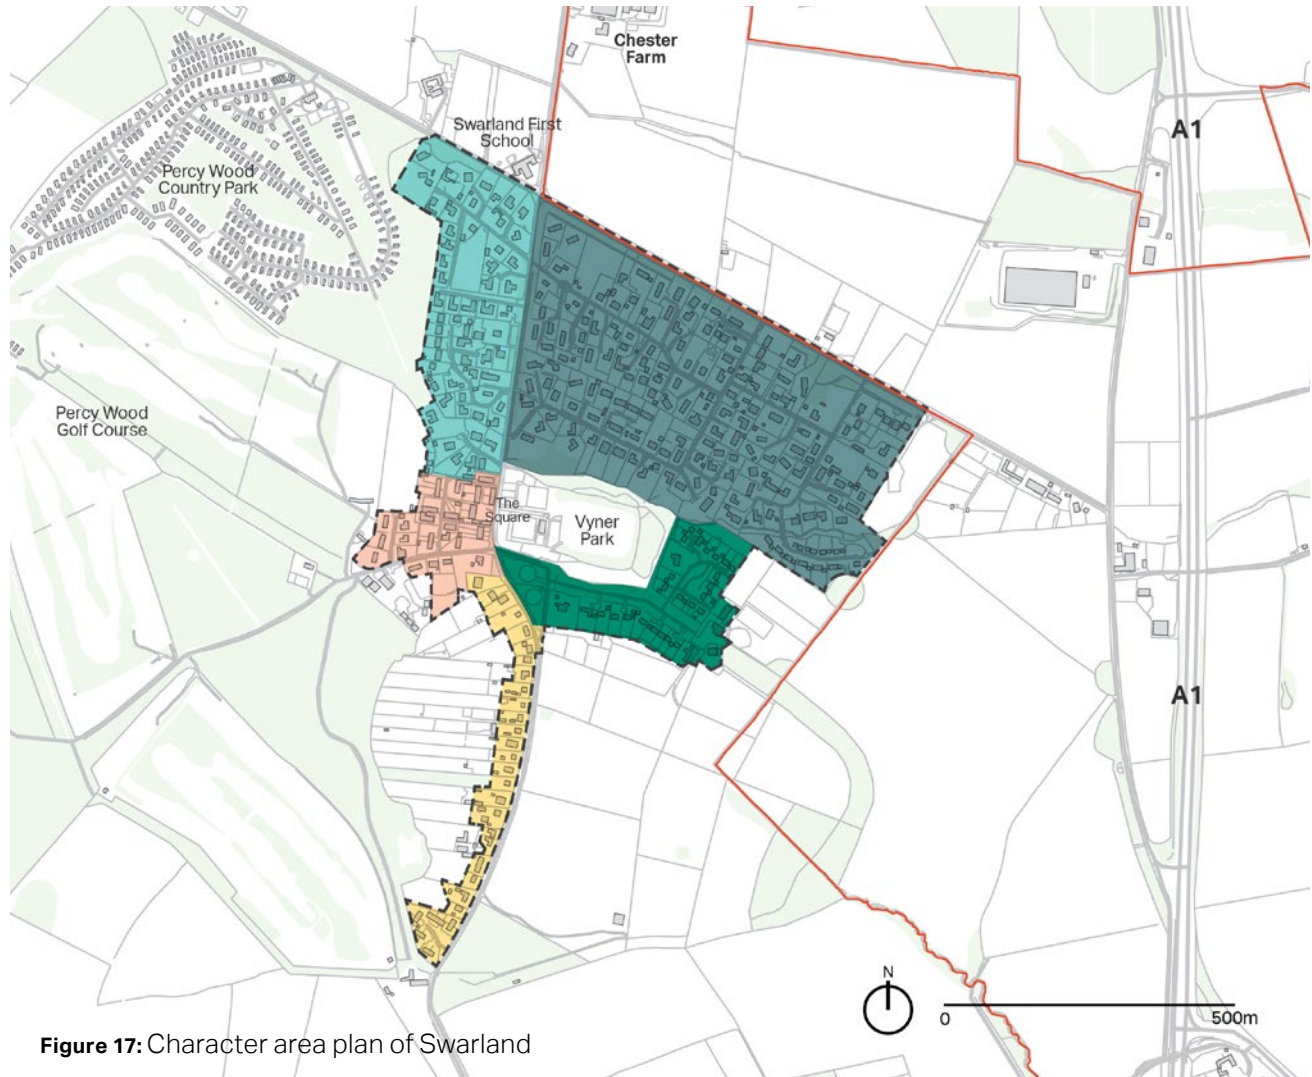 Chester
Farm
A1
Swarland First
School
Percy Wood
Country Park
Percy Wood
Golf Course
The
Square
Vyner
Park
A1
N
0
500m
Figure 17: Character area plan of Swarland